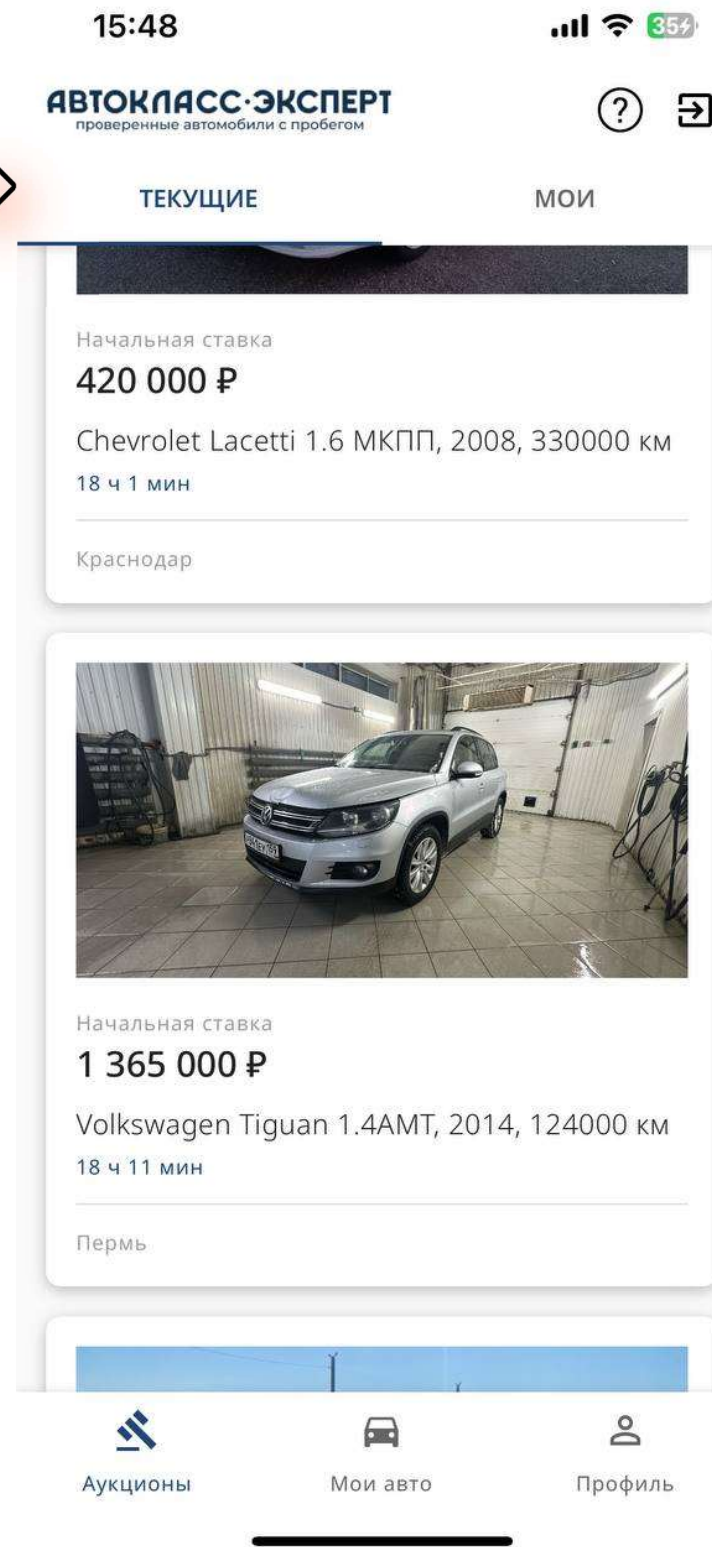 15:48
35
АВТОКЛАСС·ЭКСПЕРТ
проверенные автомобили с пробегом
ТЕКУЩИЕ
МОИ
Начальная ставка
420 000 ₽
Chevrolet Lacetti 1.6 МКПП, 2008, 330000 км
18 ч 1 мин
Краснодар
Начальная ставка
1 365 000 ₽
Volkswagen Tiguan 1.4АМТ, 2014, 124000 км
18 ч 11 мин
Пермь
Аукционы
Мои авто
Профиль